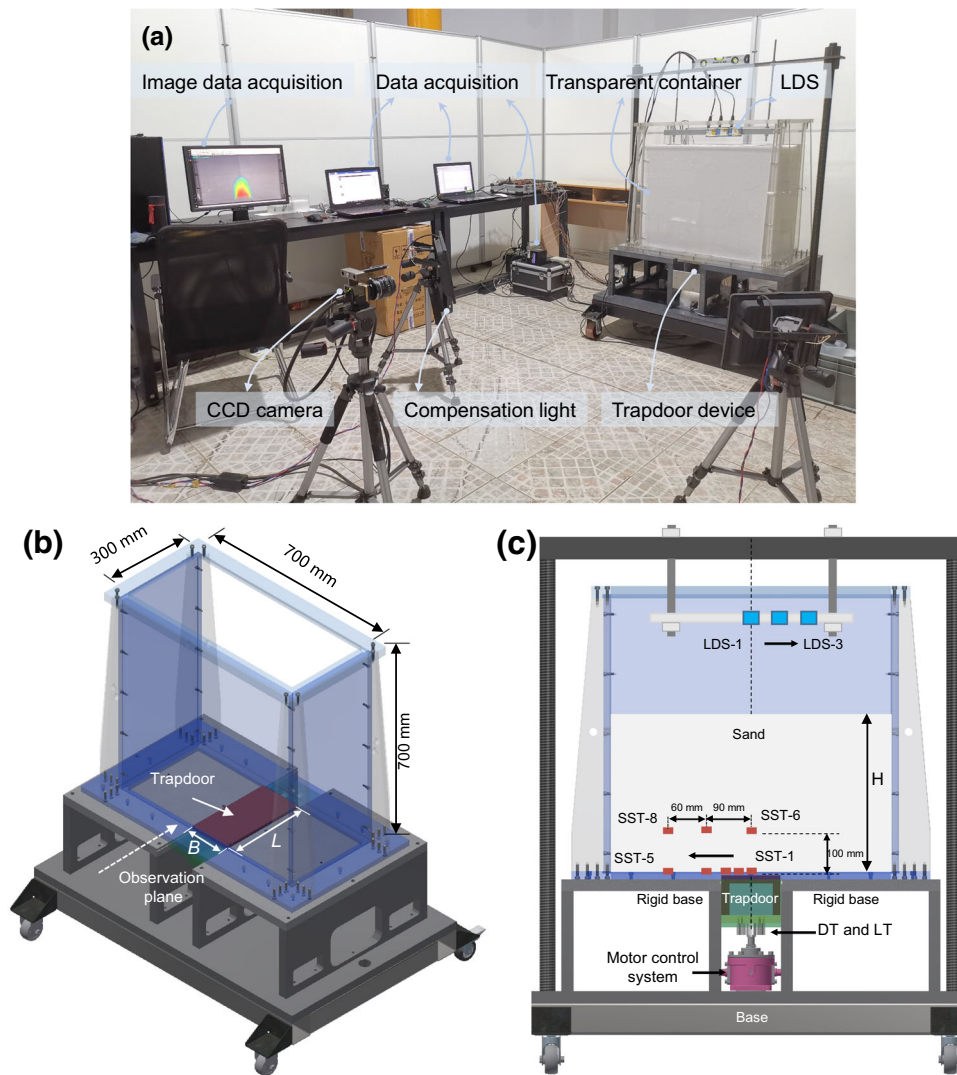 (a)
Image data acquisition
Data acquisition
Transparent container
LDS
CCD camera
Compensation light
Trapdoor device
(b)
300 mm
700 mm
700 mm
Trapdoor
B
L
Observation
plane
(c)
LDS-1
LDS-3
Sand
H
60 mm
90 mm
SST-8
SST-6
100 mm
SST-5
SST-1
Rigid base
Trapdoor
Rigid base
DT and LT
Motor control
system
Base